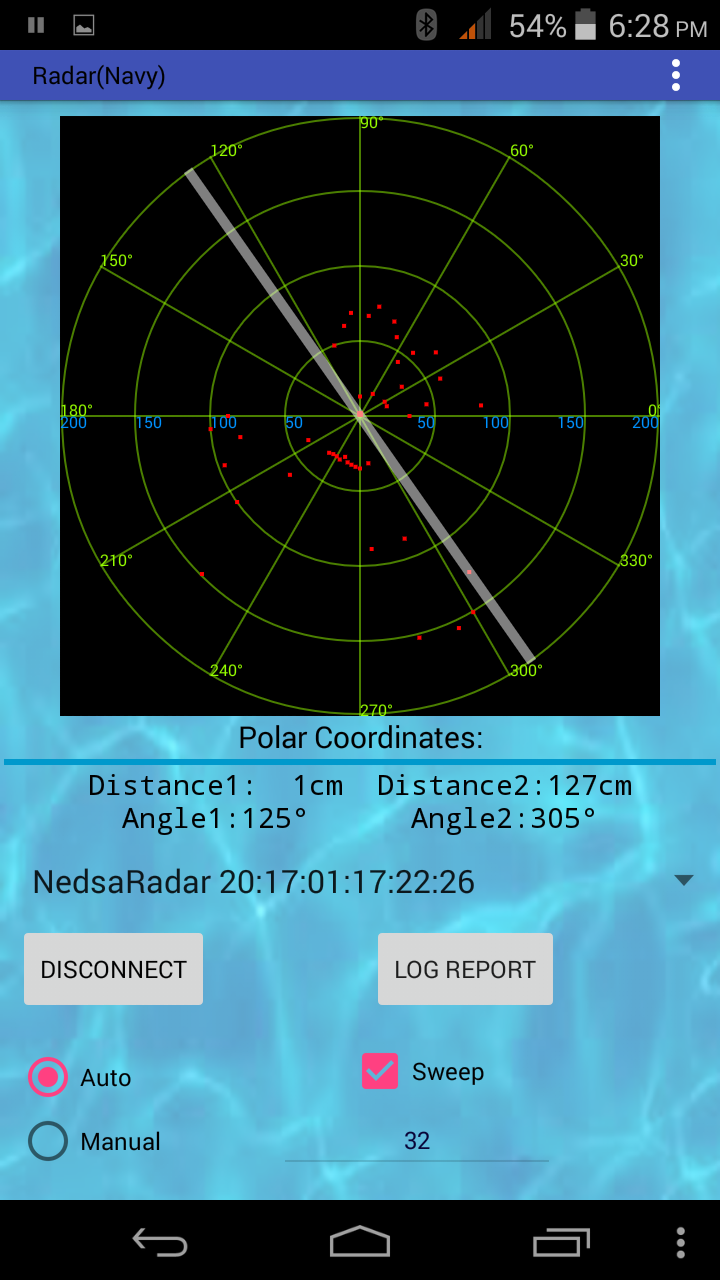 54% 6:28 PM
Radar(Navy)
90°
120° 60°
150° 30°
180° 0°
200 150 100 50 50 100 150 200
210° 330°
240° 300°
270°
Polar Coordinates:
Distance1: 1cm Distance2:127cm
Angle1:125° Angle2:305°
NedsaRadar 20:17:01:17:22:26
DISCONNECT LOG REPORT
Auto Sweep
Manual 32